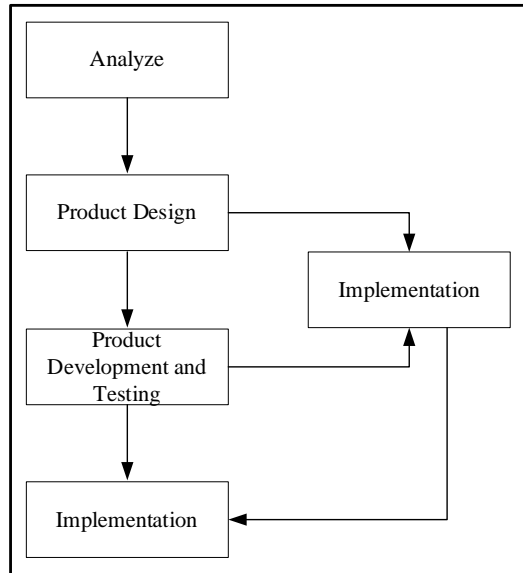 Analyze
Product Design
Implementation
Product
Development and
Testing
Implementation